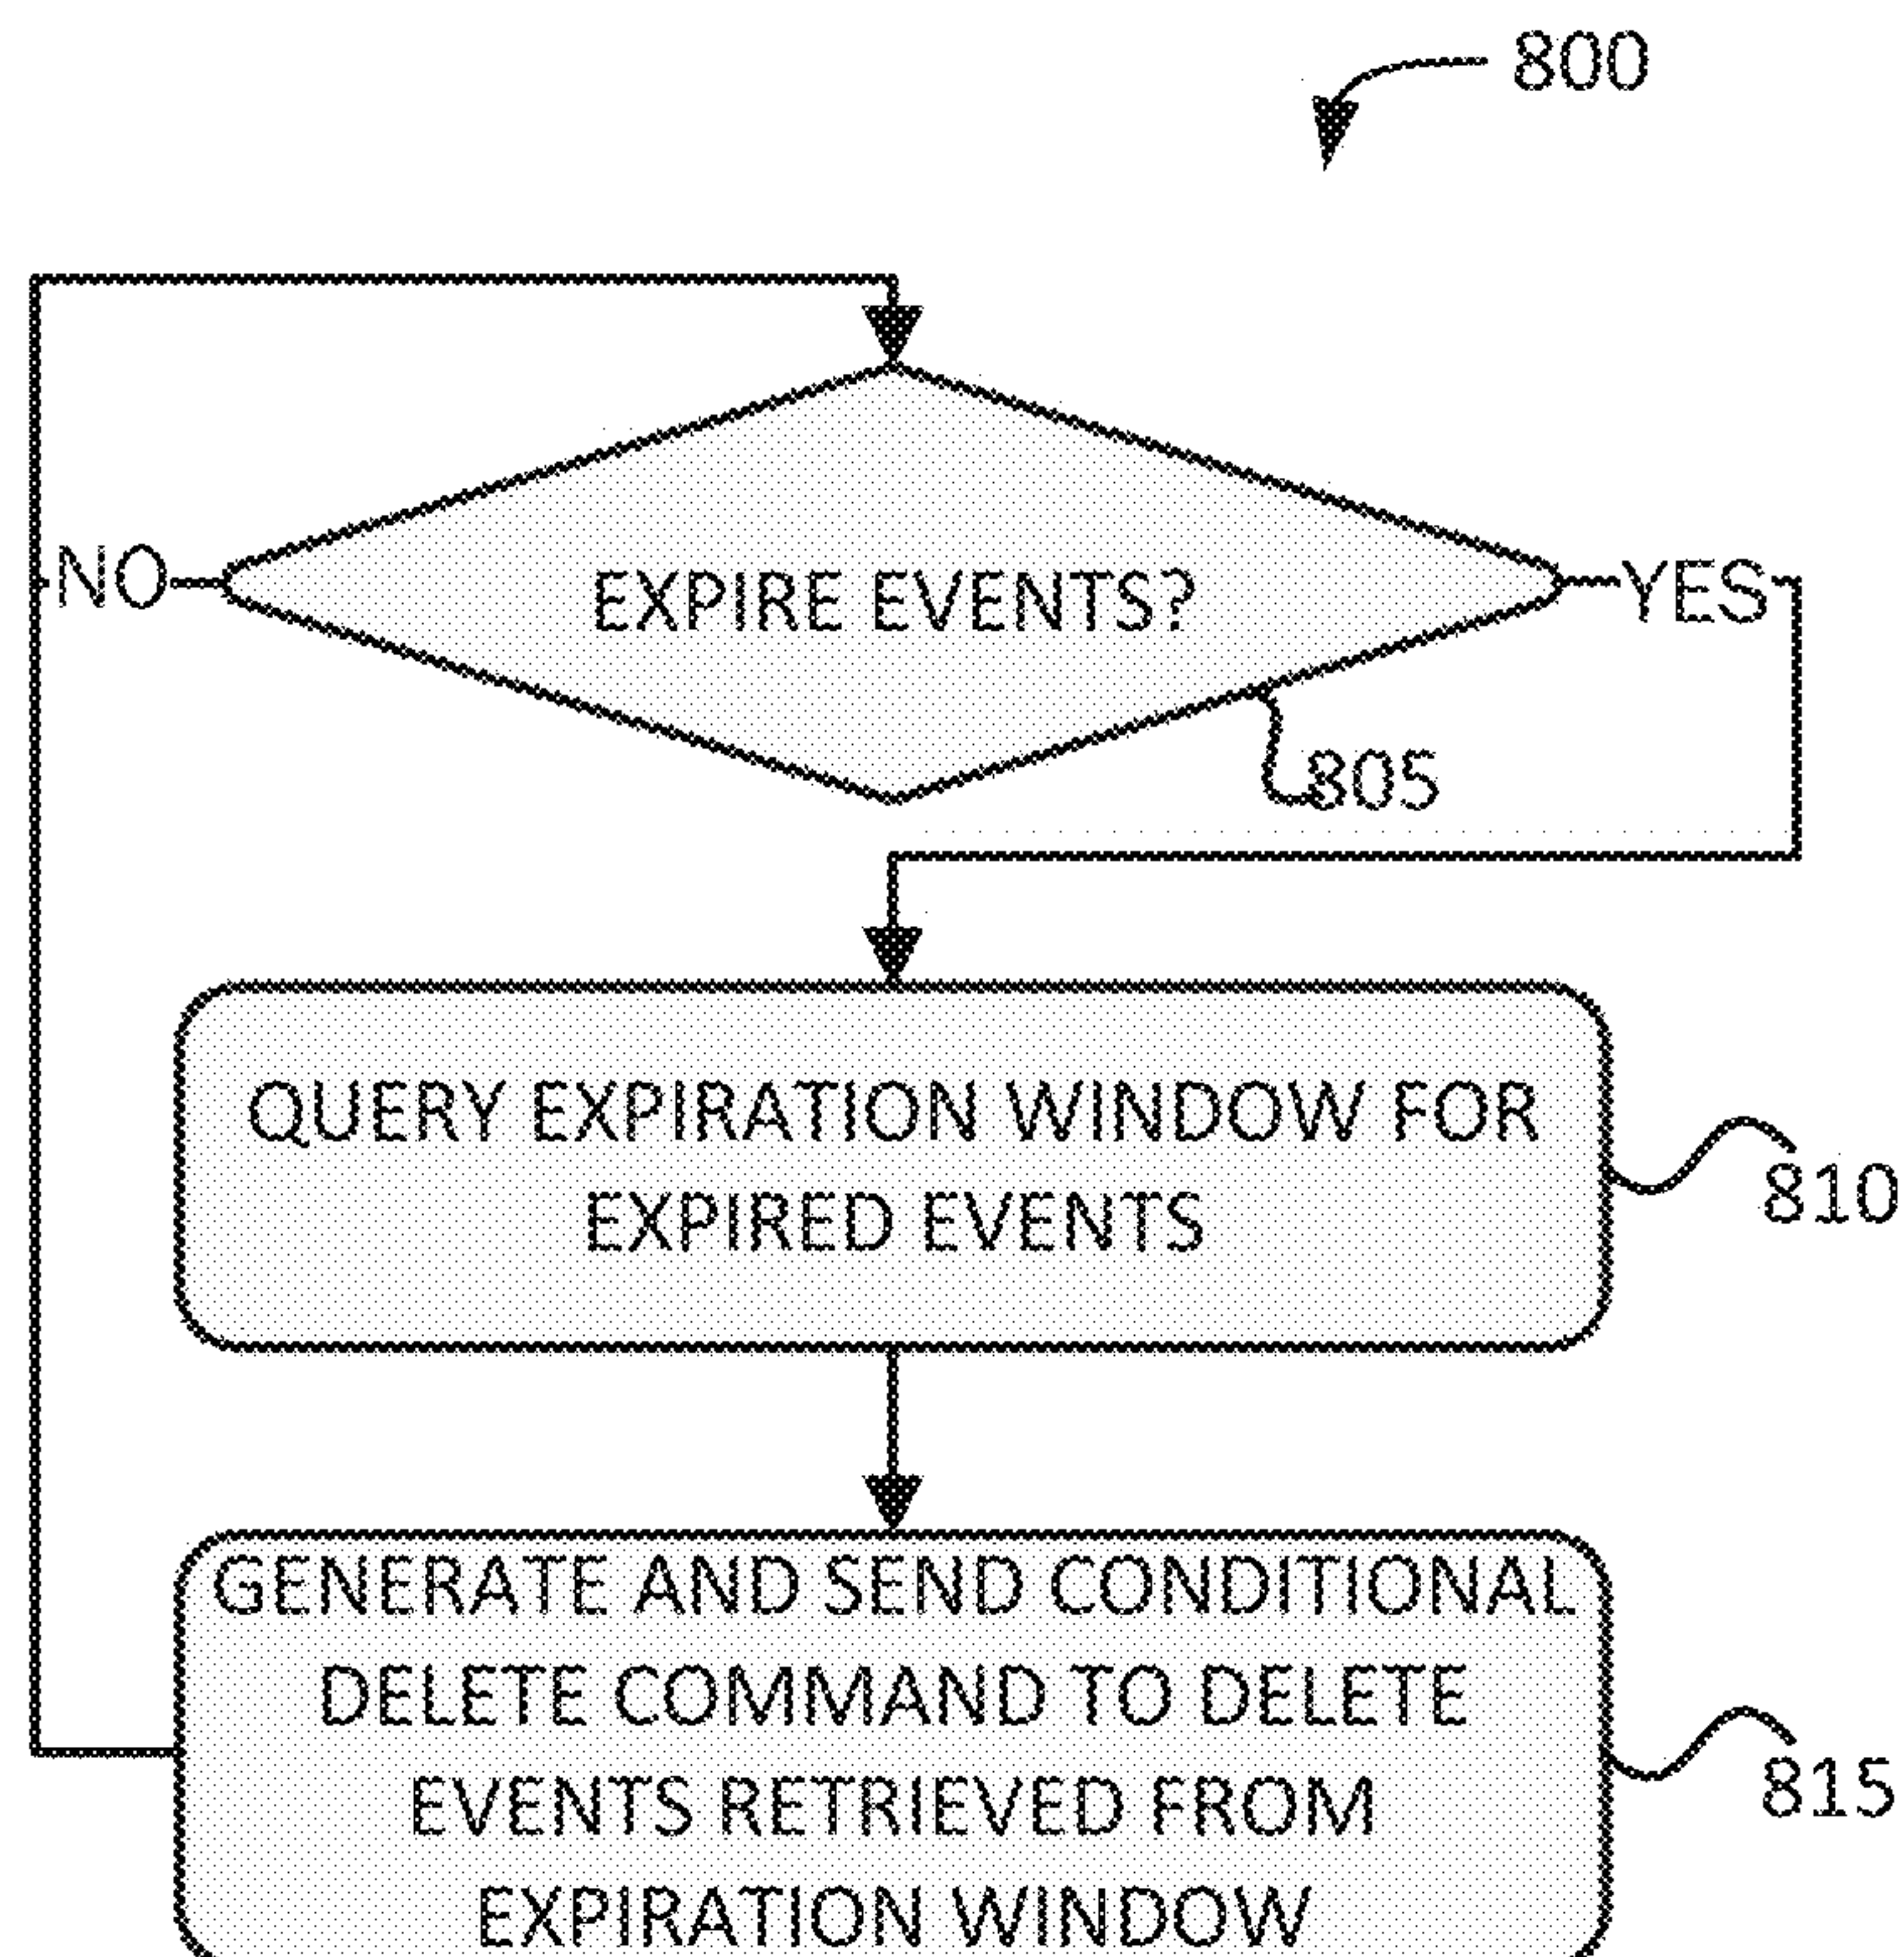 800
EXPIRE EVENTS?
NO
YES
805
QUERY EXPIRATION WINDOW FOR
EXPIRED EVENTS
810
GENERATE AND SEND CONDITIONAL
DELETE COMMAND TO DELETE
EVENTS RETRIEVED FROM
EXPIRATION WINDOW
815